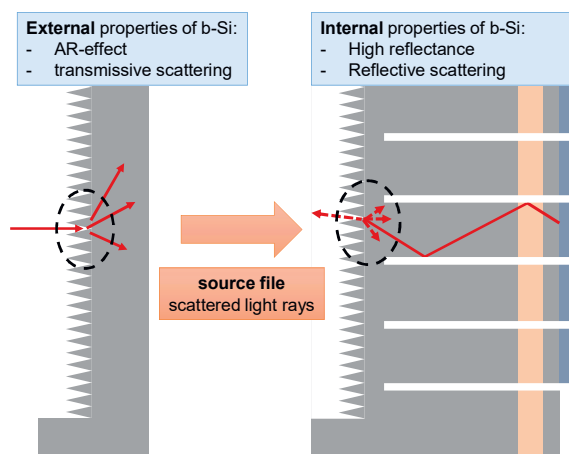 External properties of b-Si:
- AR-effect
- transmissive scattering
Internal properties of b-Si:
- High reflectance
- Reflective scattering
source file
scattered light rays